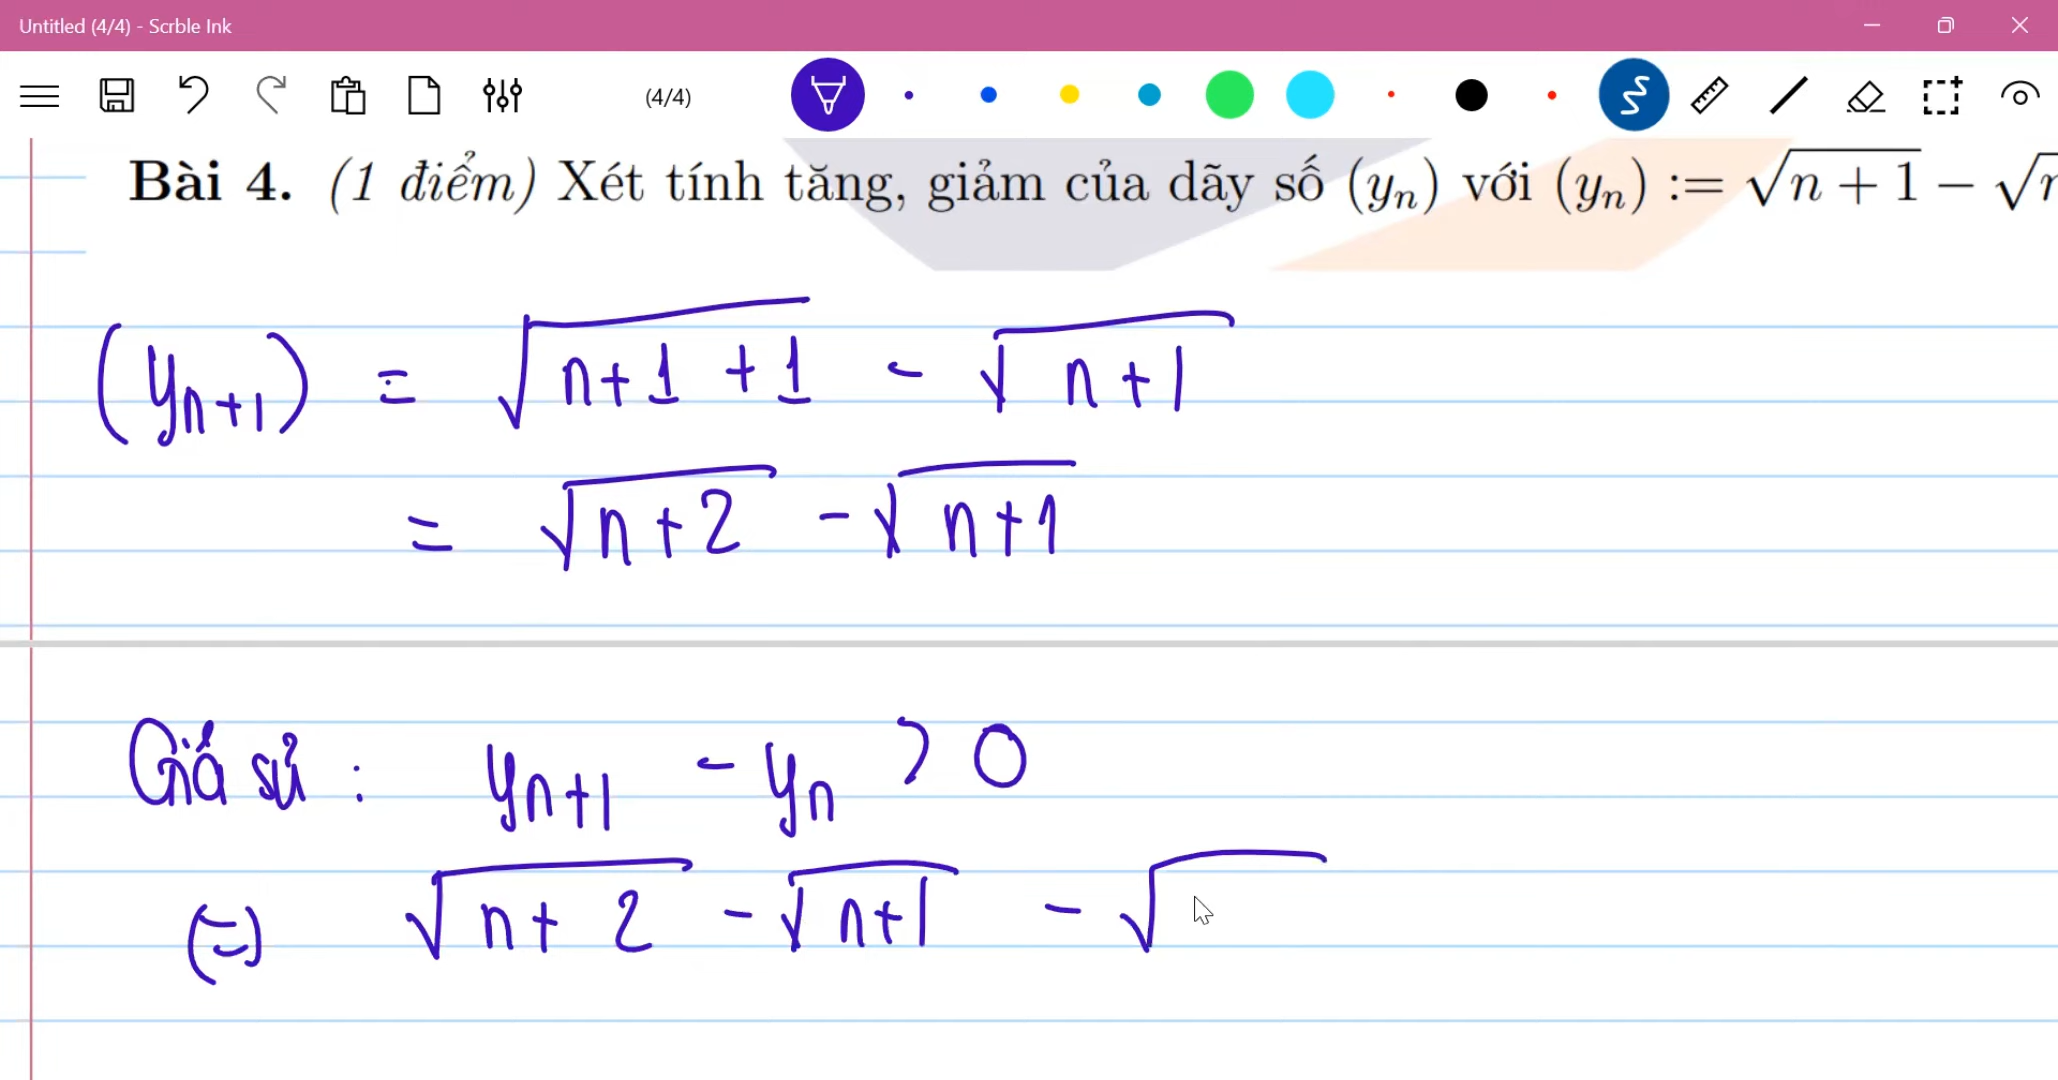 Untitled (4/4) - Scrble Ink
(4/4)
Bài 4. (1 điểm) Xét tính tăng, giảm của dãy số (yₙ) với (yₙ) := √(n + 1) − √
(yₙ₊₁) = √(n+1 +1) - √(n+1)
= √(n+2) - √(n+1)
Giả sử : yₙ₊₁ - yₙ > 0
(=) √(n+2) - √(n+1) - √